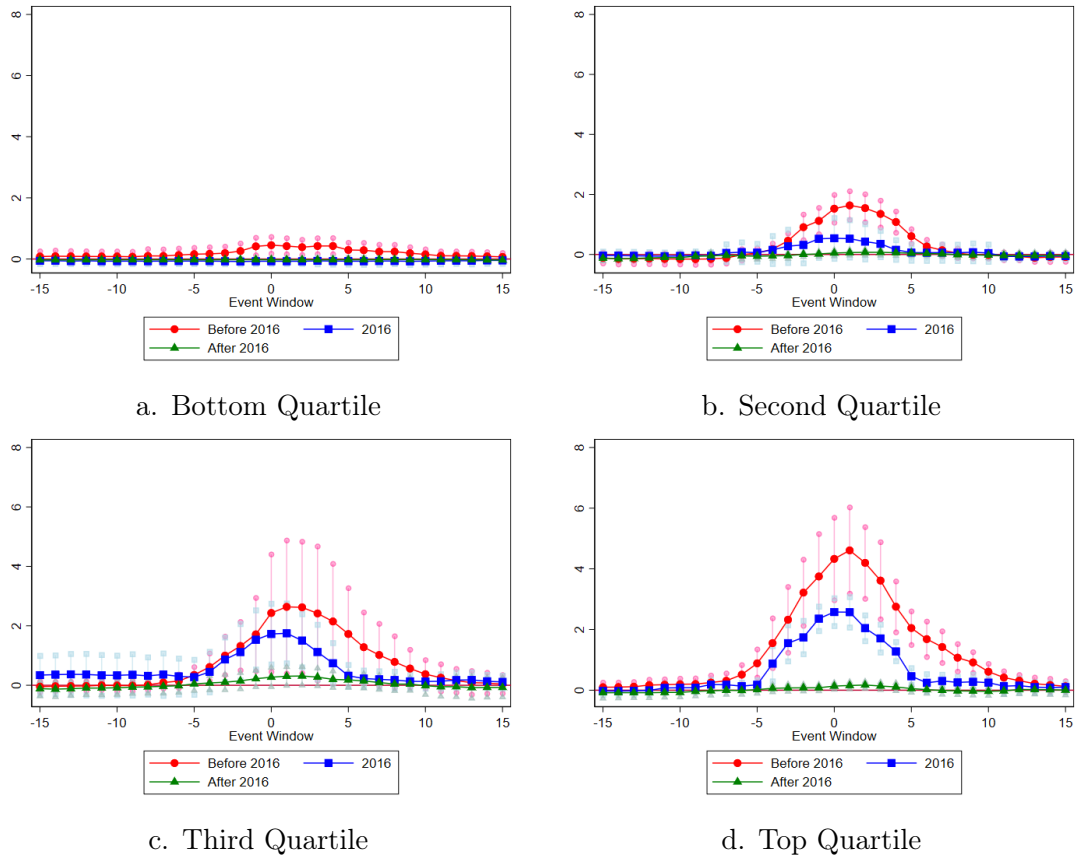 8
6
4
2
0
-15 -10 -5 0 5 10 15
Event Window
Before 2016 2016
After 2016
a. Bottom Quartile
8
6
4
2
0
-15 -10 -5 0 5 10 15
Event Window
Before 2016 2016
After 2016
b. Second Quartile
8
6
4
2
0
-15 -10 -5 0 5 10 15
Event Window
Before 2016 2016
After 2016
c. Third Quartile
8
6
4
2
0
-15 -10 -5 0 5 10 15
Event Window
Before 2016 2016
After 2016
d. Top Quartile